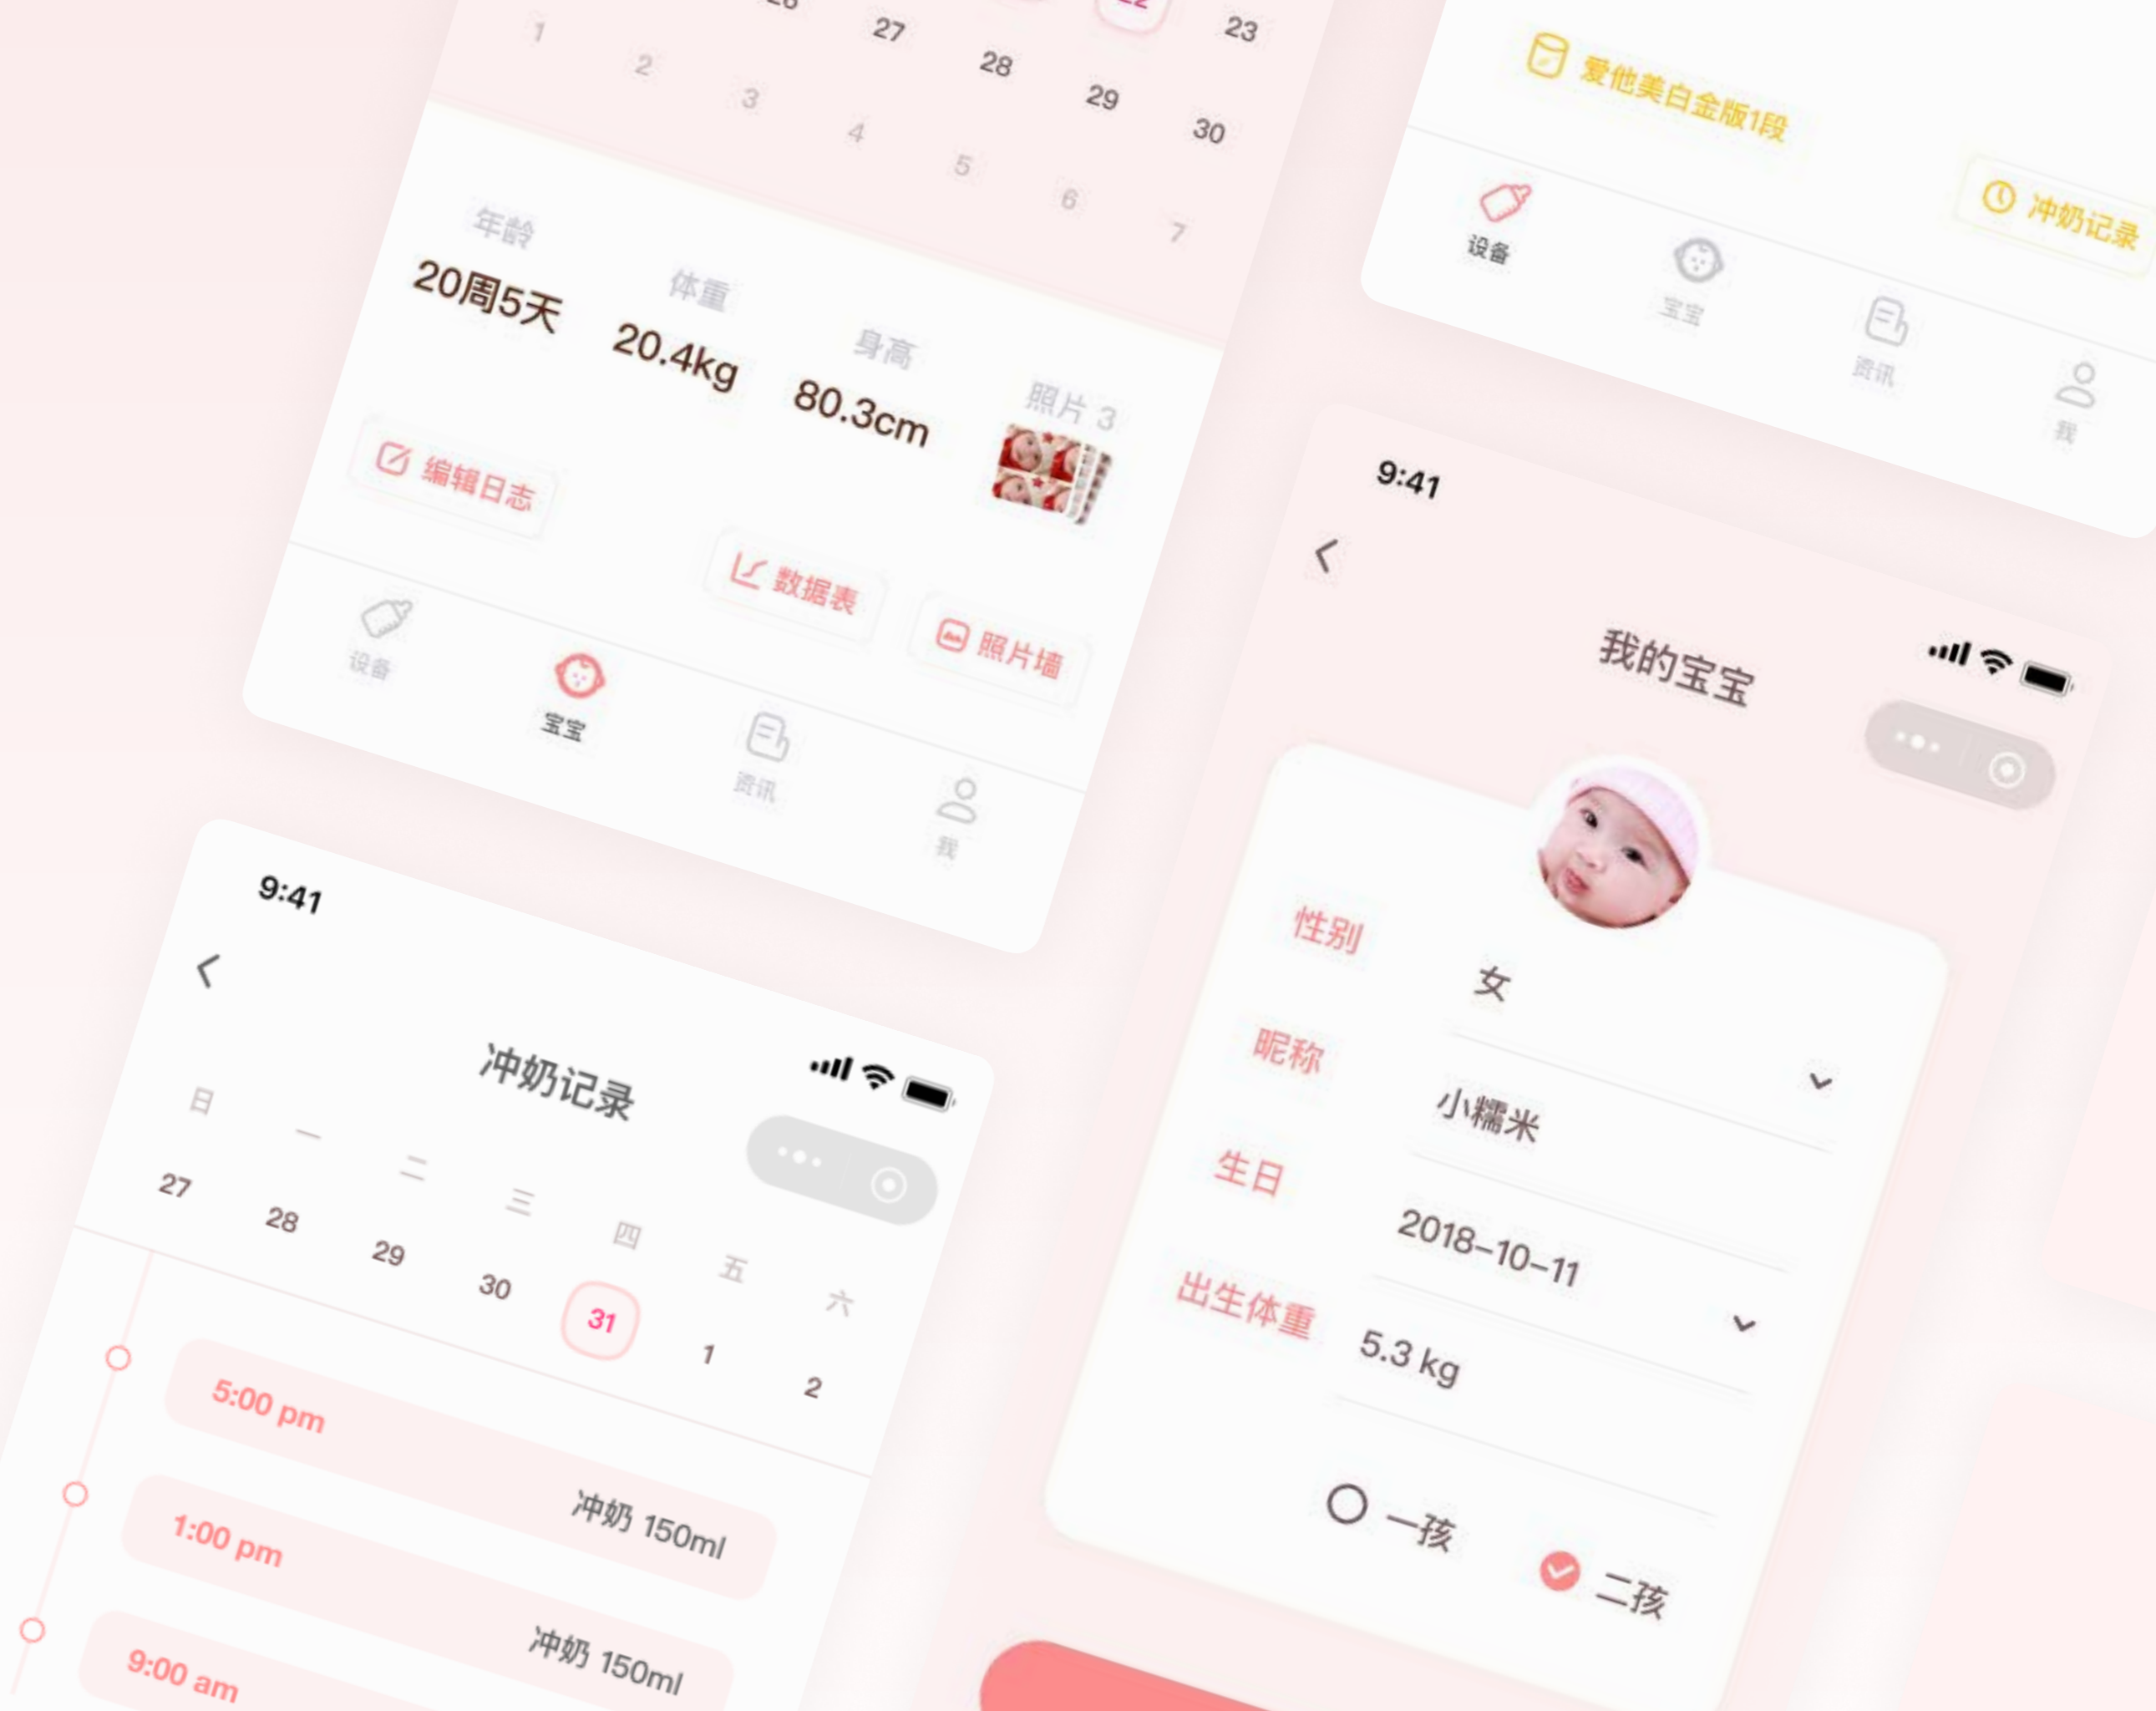 23
27
28
29
30
1
2
3
4
5
6
7
年龄
20周5天
体重
20.4kg
身高
80.3cm
照片 3
编辑日志
数据表
照片墙
设备
宝宝
资讯
我
爱他美白金版1段
冲奶记录
设备
宝宝
资讯
我
9:41
冲奶记录
日 一 二 三 四 五 六
27 28 29 30 31 1 2
5:00 pm
冲奶 150ml
1:00 pm
冲奶 150ml
9:00 am
9:41
我的宝宝
性别
女
昵称
小糯米
生日
2018-10-11
出生体重
5.3 kg
一孩
二孩